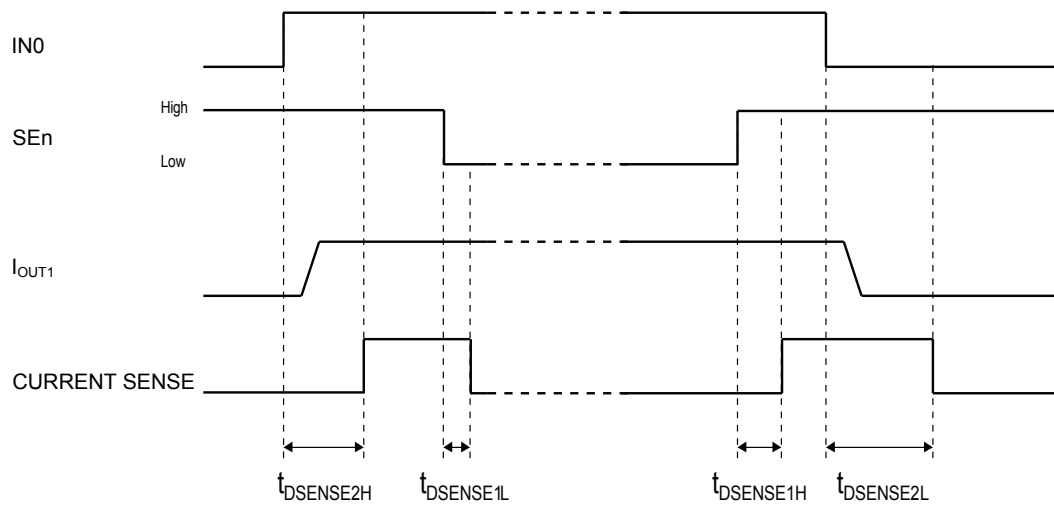 IN0
High
SEn
Low
IOUT1
CURRENT SENSE
tDSENSE2H
tDSENSE1L
tDSENSE1H
tDSENSE2L